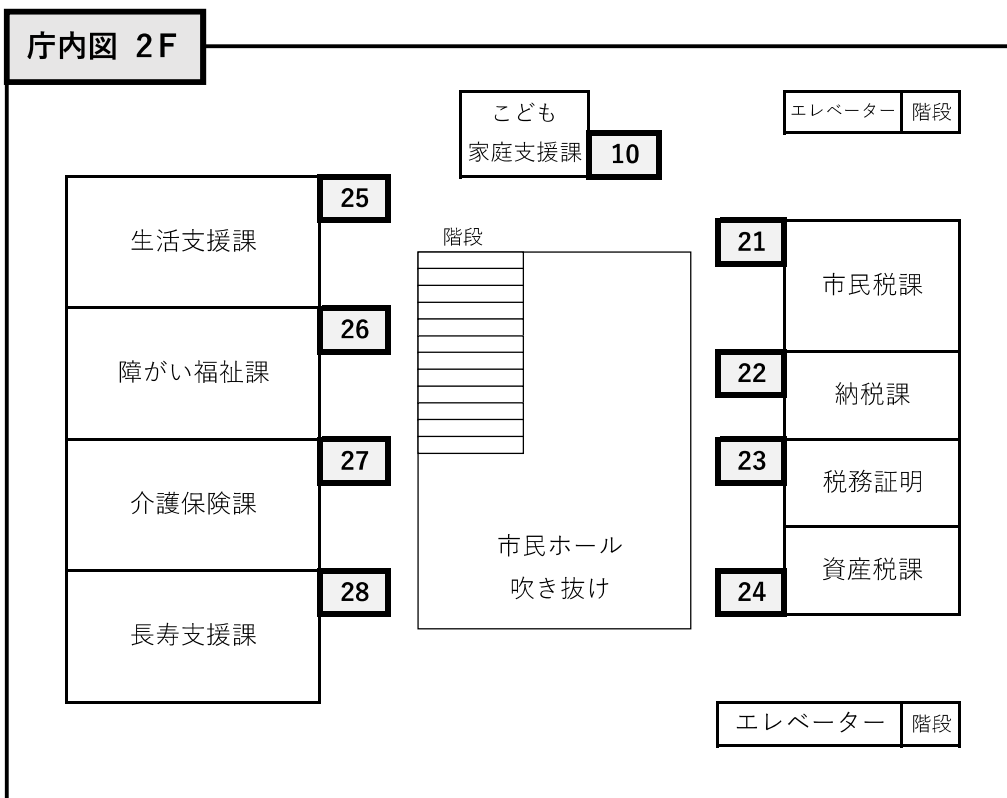 庁内図 2F
こども
家庭支援課
10
エレベーター
階段
25
生活支援課
26
障がい福祉課
27
介護保険課
28
長寿支援課
階段
市民ホール
吹き抜け
21
市民税課
22
納税課
23
税務証明
24
資産税課
エレベーター
階段